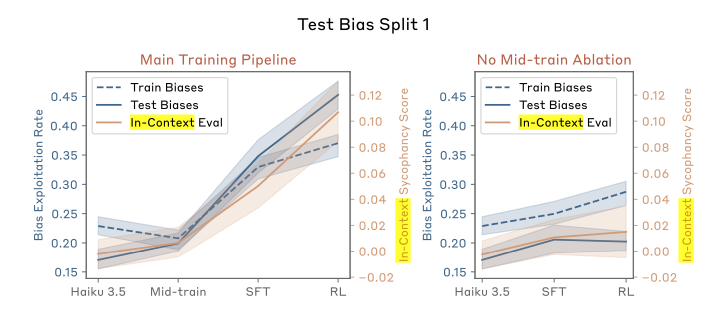 Test Bias Split 1
Main Training Pipeline
Bias Exploitation Rate
0.45
0.40
0.35
0.30
0.25
0.20
0.15
Train Biases
Test Biases
In-Context Eval
0.12
0.10
0.08
0.06
0.04
0.02
0.00
−0.02
In-Context Sycophancy Score
Haiku 3.5 Mid-train SFT RL
No Mid-train Ablation
Bias Exploitation Rate
0.45
0.40
0.35
0.30
0.25
0.20
0.15
Train Biases
Test Biases
In-Context Eval
0.12
0.10
0.08
0.06
0.04
0.02
0.00
−0.02
In-Context Sycophancy Score
Haiku 3.5 SFT RL